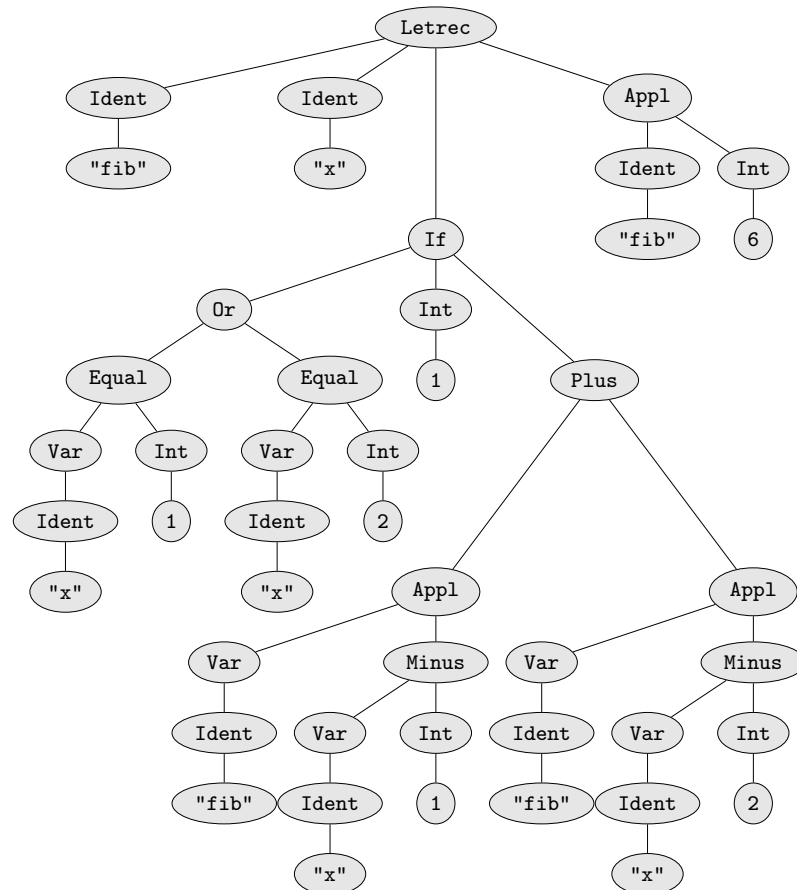 Letrec
Ident Ident Appl
"fib" "x" Ident Int
"fib" 6
If
Or Int
Equal Equal 1 Plus
Var Int Var Int
Ident 1 Ident 2
"x" "x" Appl Appl
Var Minus Var Minus
Ident Var Int Ident Var Int
"fib" Ident 1 "fib" Ident 2
"x" "x"